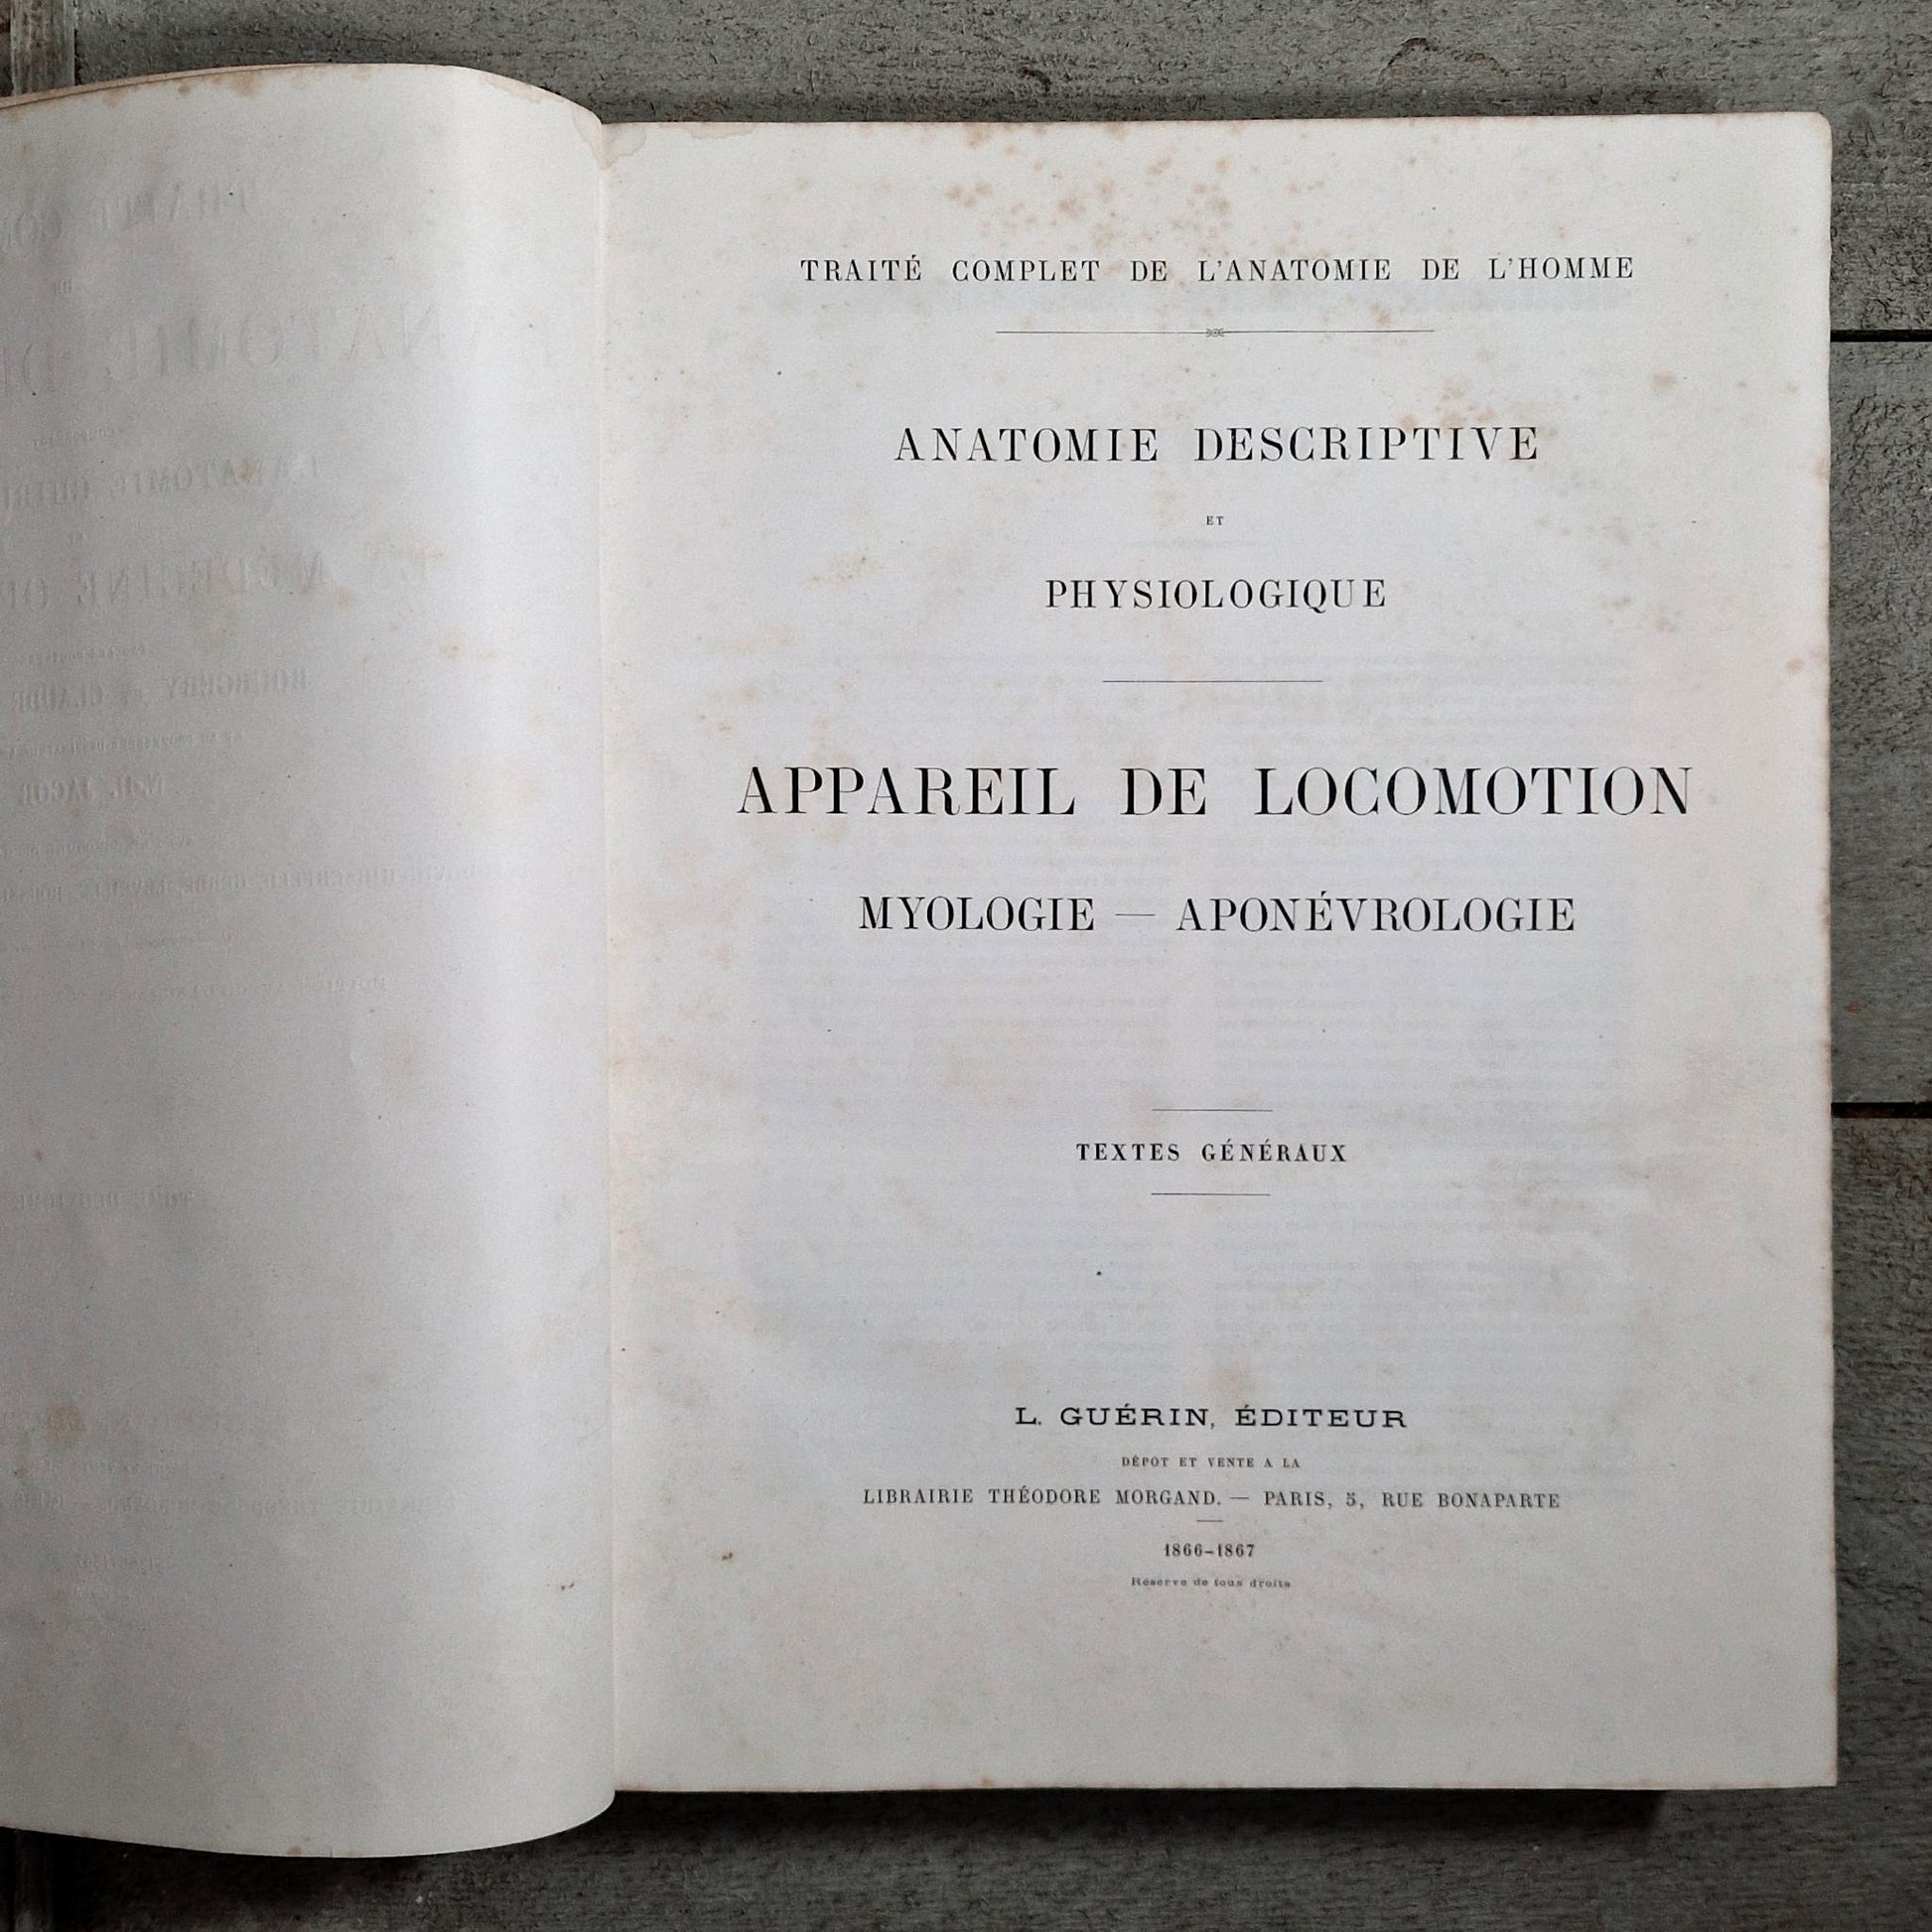 TRAITÉ COMPLET DE L'ANATOMIE DE L'HOMME
ANATOMIE DESCRIPTIVE
ET
PHYSIOLOGIQUE
APPAREIL DE LOCOMOTION
MYOLOGIE — APONÉVROLOGIE
TEXTES GÉNÉRAUX
L. GUÉRIN, ÉDITEUR
DÉPOT ET VENTE A LA
LIBRAIRIE THÉODORE MORGAND. — PARIS, 5, RUE BONAPARTE
1866–1867
Réserve de tous droits